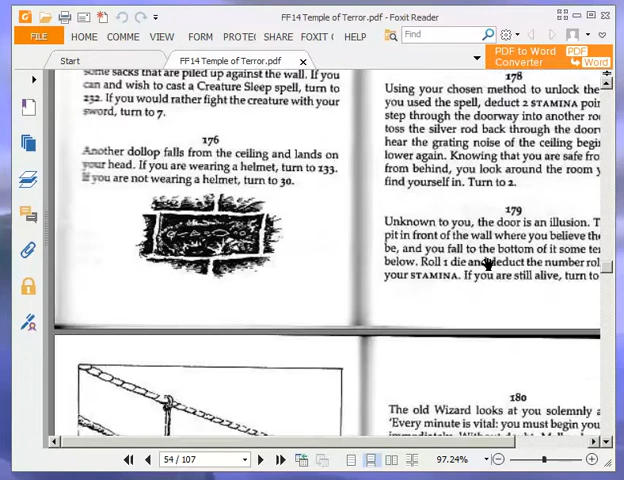 FF14 Temple of Terror.pdf - Foxit Reader
FILE HOME COMME FORM PROTEC SHARE FOXIT C HELP Find
PDF to Word Converter PDF Word
Start FF14 Temple of Terror.pdf
some sacks that are piled up against the wall. If you
can and wish to cast a Creature Sleep spell, turn to
232. If you would rather fight the creature with your
sword, turn to 7.
176
Another dollop falls from the ceiling and lands on
your head. If you are wearing a helmet, turn to 133.
If you are not wearing a helmet, turn to 30.
178
Using your chosen method to unlock the
you used the spell, deduct 2 STAMINA poin
step through the doorway into another ro
toss the silver rod back through the door
hear the grating noise of the ceiling begin
lower again. Knowing that you are safe fro
from behind, you look around the room y
find yourself in. Turn to 2.
179
Unknown to you, the door is an illusion. T
pit in front of the wall where you believe the
be, and you fall to the bottom of it some te
below. Roll 1 die and deduct the number rol
your STAMINA. If you are still alive, turn to
180
The old Wizard looks at you solemnly a
'Every minute is vital: you must begin you
54 / 107 97.24%